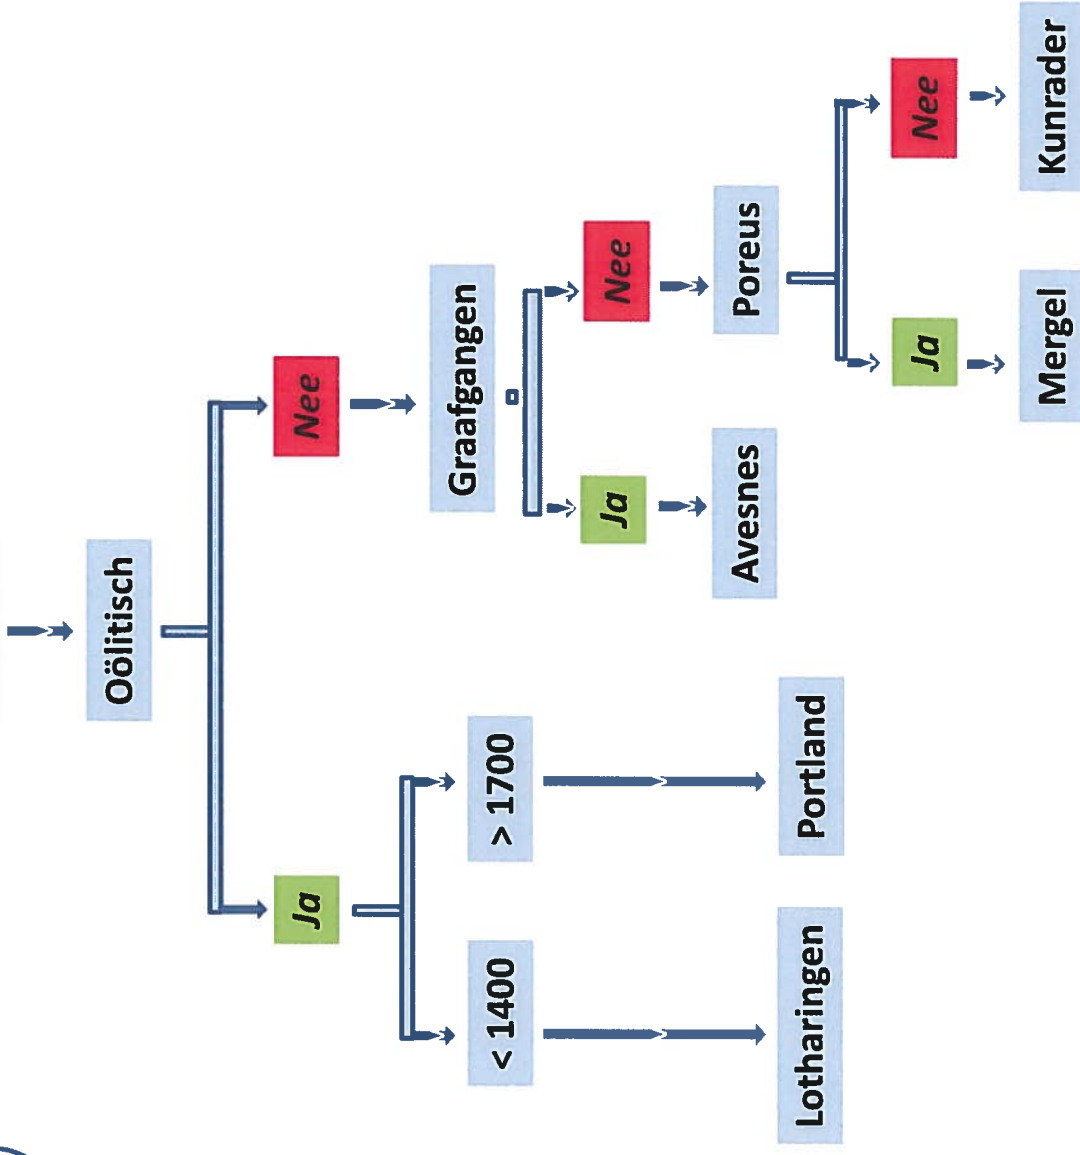 Oölitisch
Ja
Nee
< 1400
> 1700
Graafgangen
Ja
Nee
Lotharingen
Portland
Avesnes
Poreus
Ja
Nee
Mergel
Kunrader